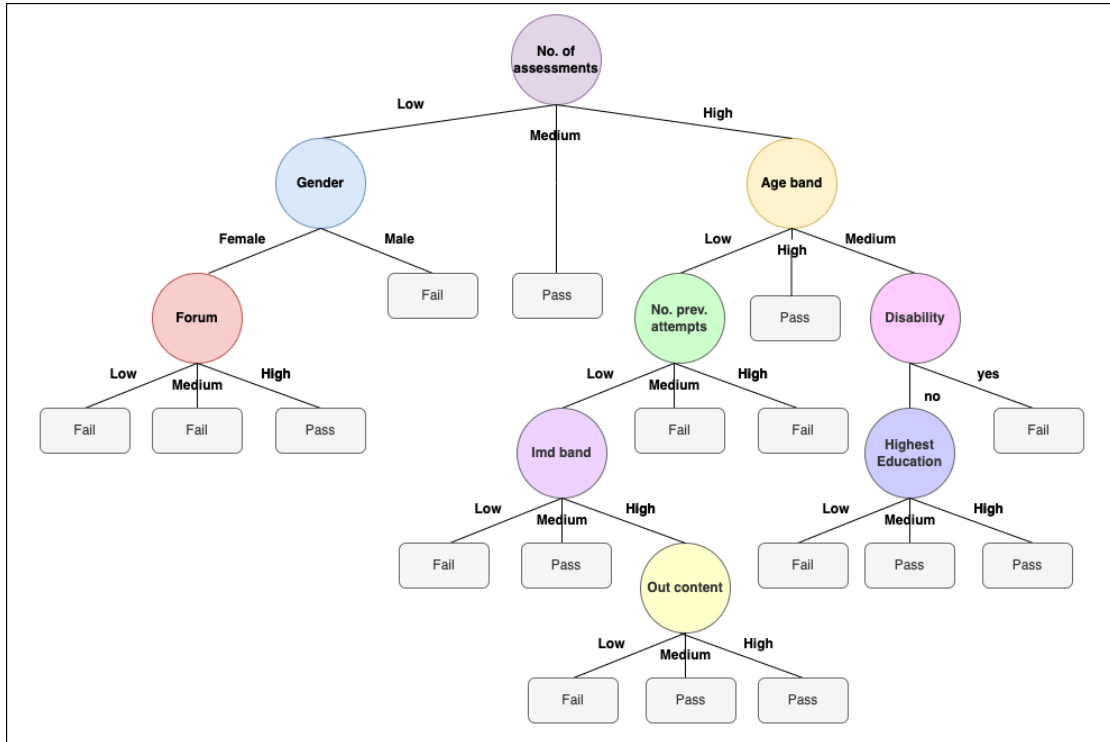 No. of
assessments
Low
Medium
High
Gender
Age band
Female
Male
Low
High
Medium
Forum
Fail
Pass
No. prev.
attempts
Pass
Disability
Low
Medium
High
Low
Medium
High
no
yes
Fail
Fail
Pass
Imd band
Fail
Fail
Highest
Education
Fail
Low
Medium
High
Low
Medium
High
Fail
Pass
Out content
Fail
Pass
Pass
Low
Medium
High
Fail
Pass
Pass